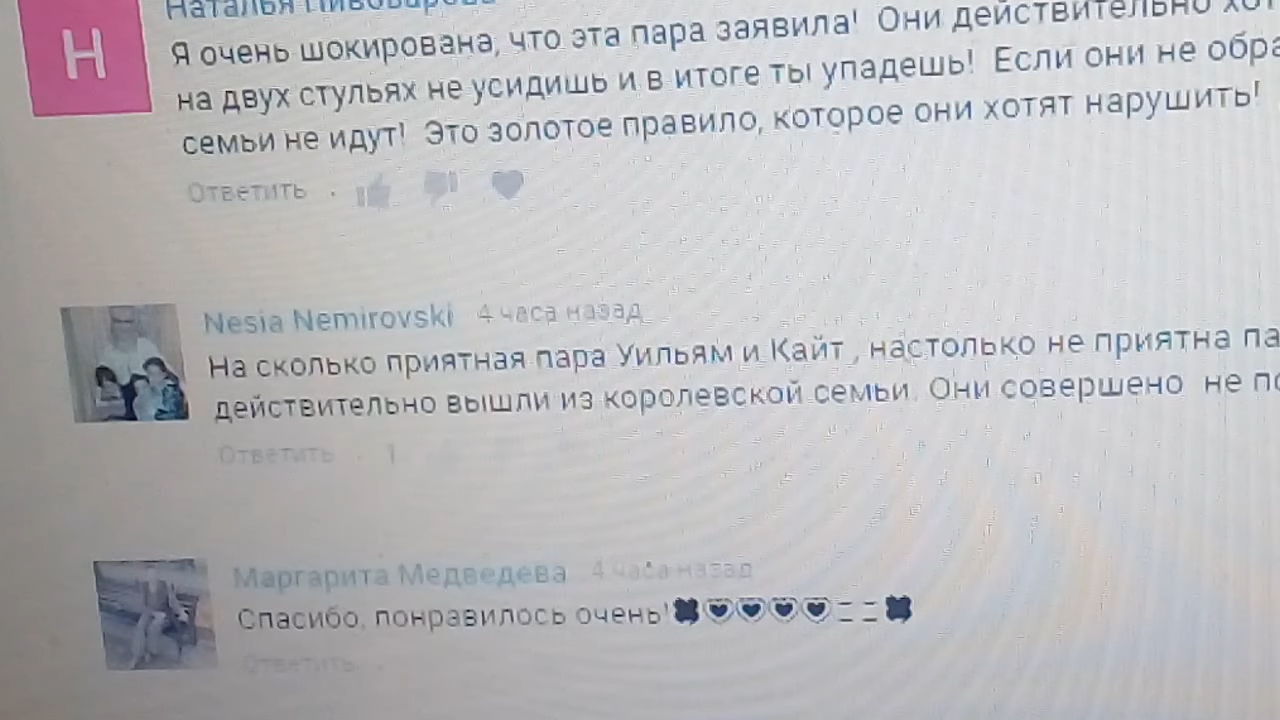 Н
Наталья Пивоварова
Я очень шокирована, что эта пара заявила! Они действительно
на двух стульях не усидишь и в итоге ты упадешь! Если они не
семьи не идут! Это золотое правило, которое они хотят нарушить!
Ответить ·
Nesia Nemirovski 4 часа назад
На сколько приятная пара Уильям и Кайт , настолько не приятна
действительно вышли из королевской семьи. Они совершено не
Ответить · 1
Маргарита Медведева 4 часа назад
Спасибо, понравилось очень!
Ответить ·